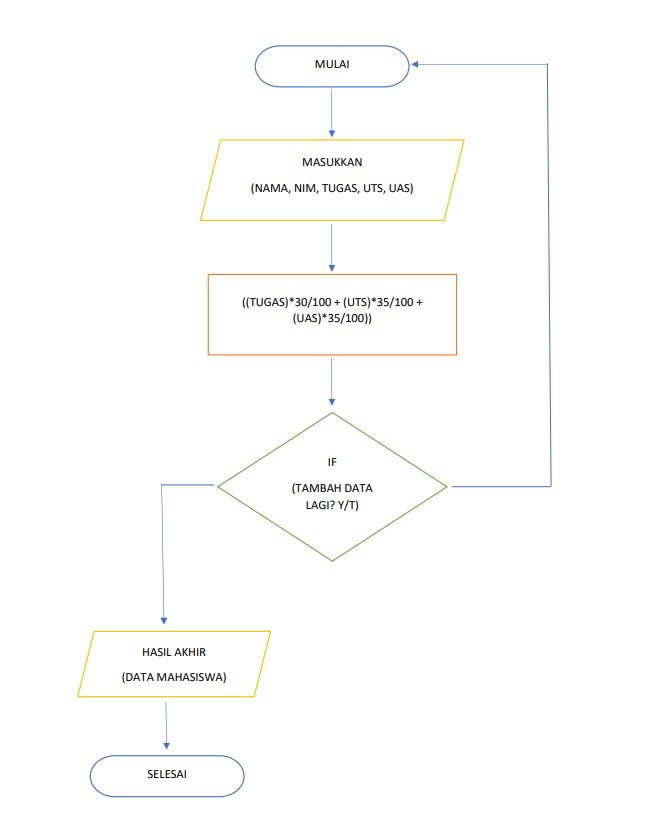 MULAI
MASUKKAN
(NAMA, NIM, TUGAS, UTS, UAS)
((TUGAS)*30/100 + (UTS)*35/100 +
(UAS)*35/100))
IF
(TAMBAH DATA
LAGI? Y/T)
HASIL AKHIR
(DATA MAHASISWA)
SELESAI